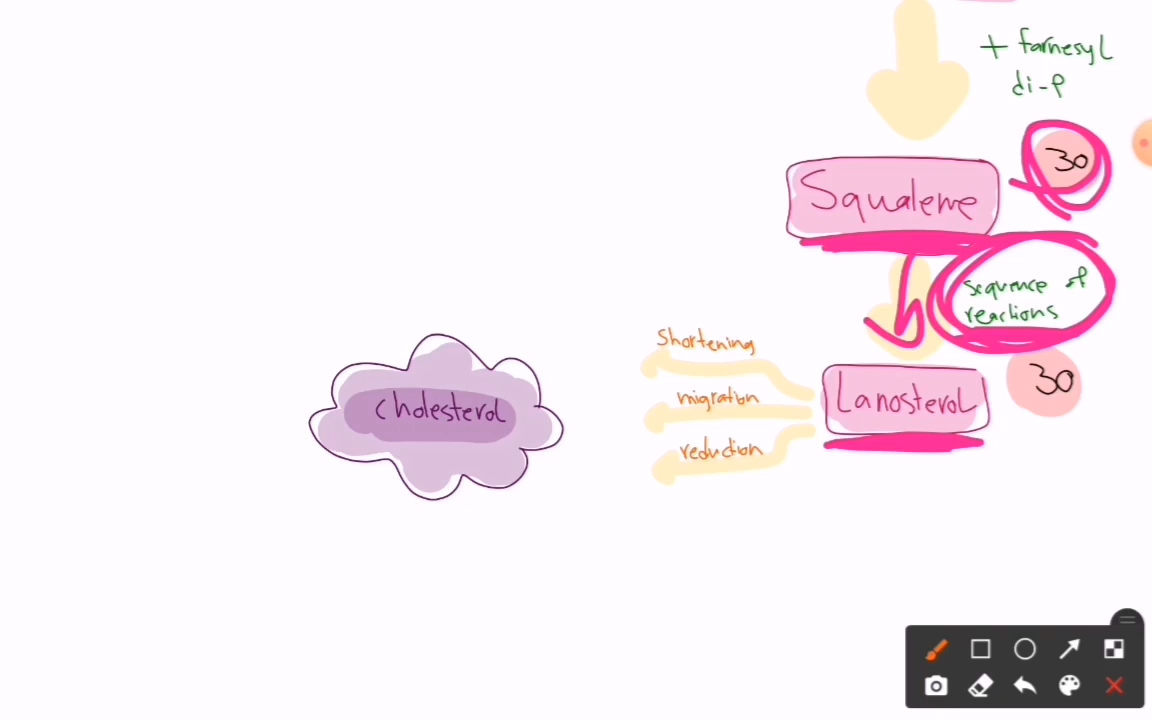 + farnesyl
di-P
30
Squalene
sequence of
reactions
30
Lanosterol
Shortening
migration
reduction
cholesterol